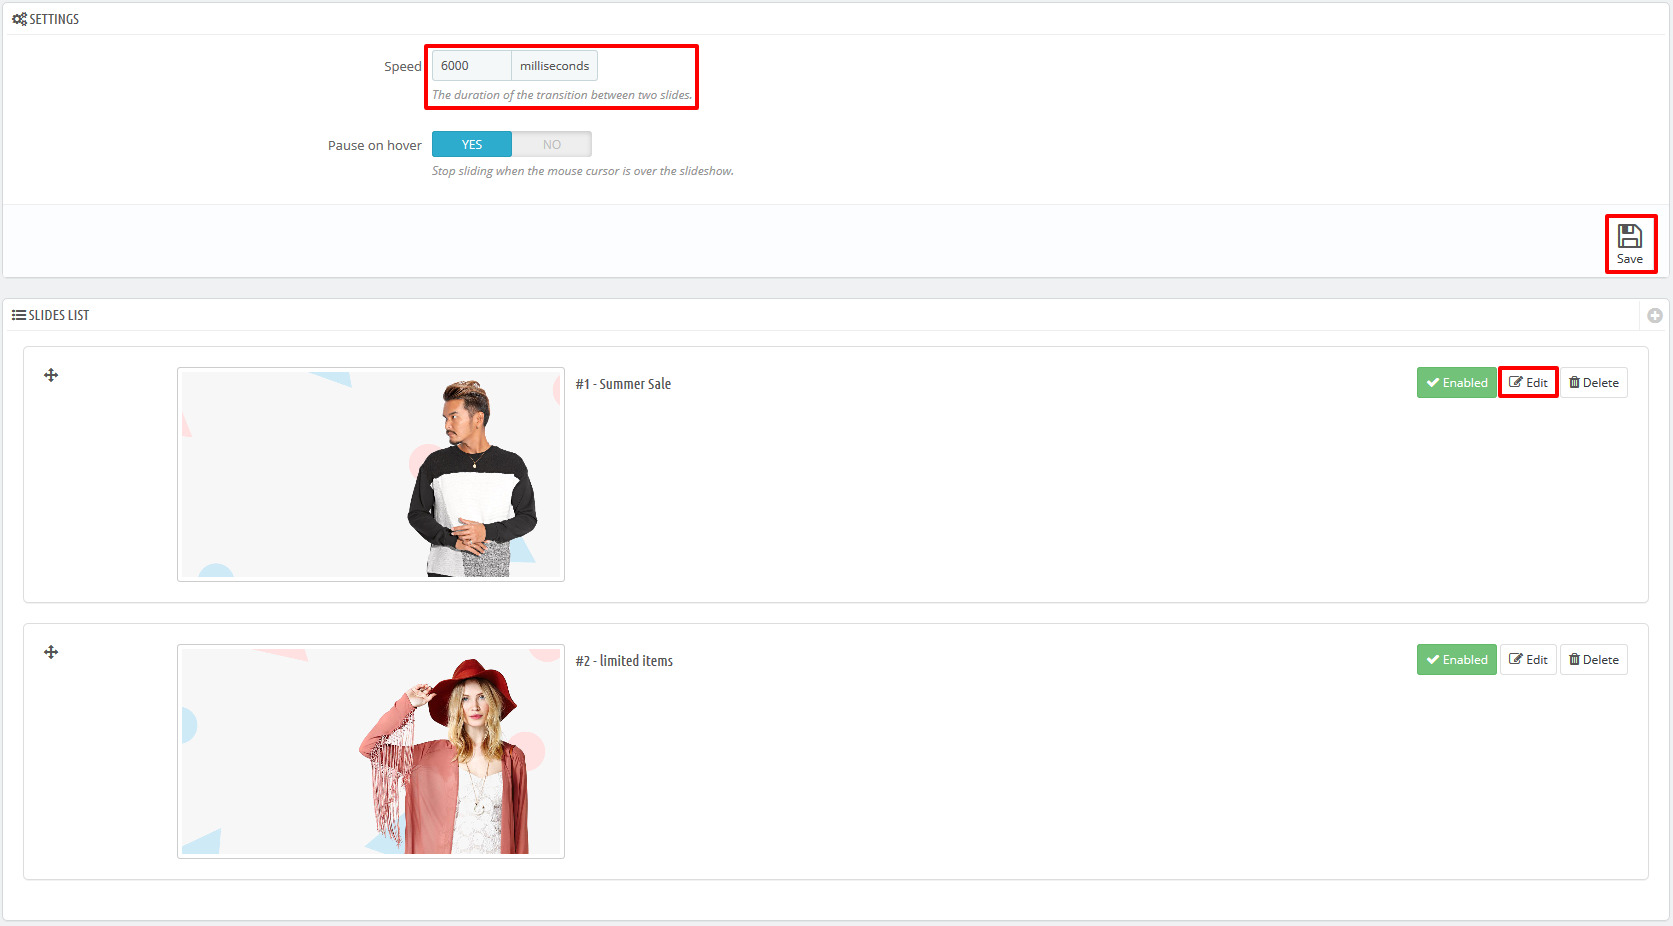 SETTINGS
Speed 6000 milliseconds
The duration of the transition between two slides.
Pause on hover YES NO
Stop sliding when the mouse cursor is over the slideshow.
Save
SLIDES LIST
#1 - Summer Sale Enabled Edit Delete
#2 - limited items Enabled Edit Delete